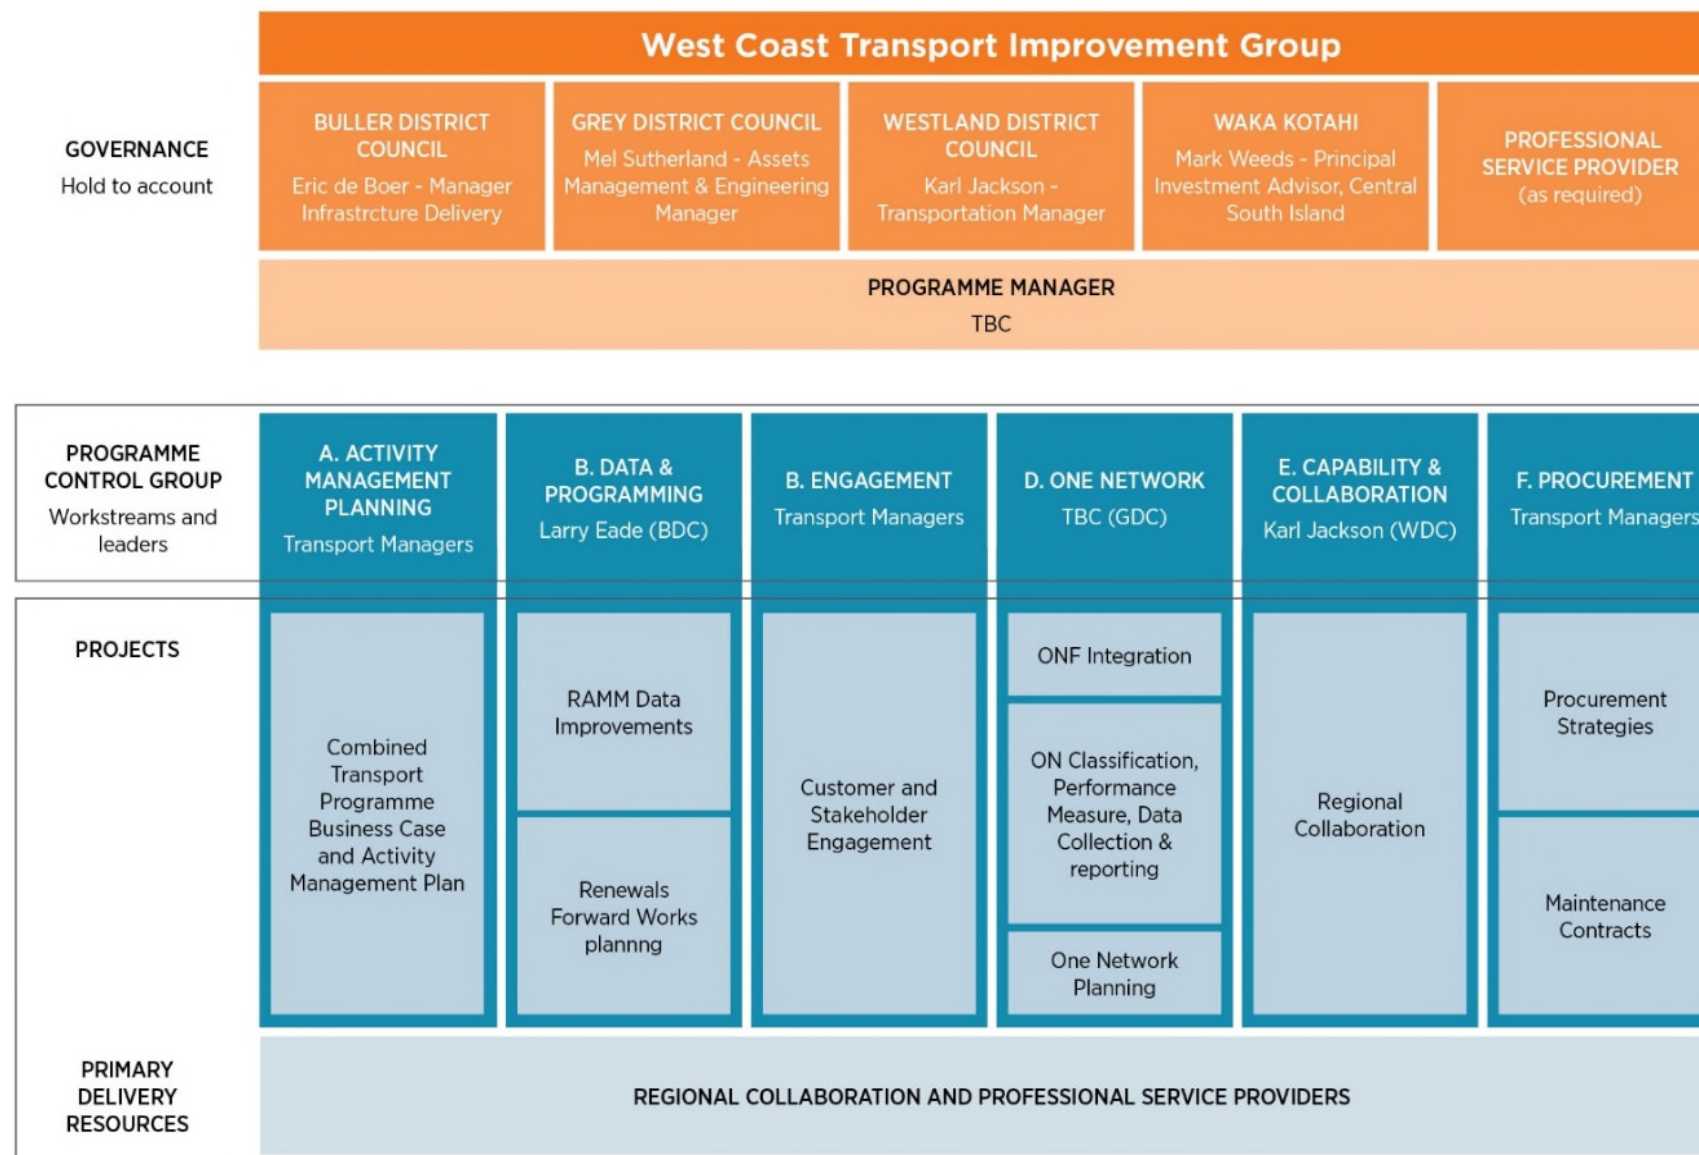 West Coast Transport Improvement Group
GOVERNANCE
Hold to account
BULLER DISTRICT
COUNCIL
Eric de Boer - Manager
Infrastrcture Delivery
GREY DISTRICT COUNCIL
Mel Sutherland - Assets
Management & Engineering
Manager
WESTLAND DISTRICT
COUNCIL
Karl Jackson -
Transportation Manager
WAKA KOTAHI
Mark Weeds - Principal
Investment Advisor, Central
South Island
PROFESSIONAL
SERVICE PROVIDER
(as required)
PROGRAMME MANAGER
TBC
PROGRAMME
CONTROL GROUP
Workstreams and
leaders
A. ACTIVITY
MANAGEMENT
PLANNING
Transport Managers
B. DATA &
PROGRAMMING
Larry Eade (BDC)
B. ENGAGEMENT
Transport Managers
D. ONE NETWORK
TBC (GDC)
E. CAPABILITY &
COLLABORATION
Karl Jackson (WDC)
F. PROCUREMENT
Transport Managers
PROJECTS
Combined
Transport
Programme
Business Case
and Activity
Management Plan
RAMM Data
Improvements
Renewals
Forward Works
plannng
Customer and
Stakeholder
Engagement
ONF Integration
ON Classification,
Performance
Measure, Data
Collection &
reporting
One Network
Planning
Regional
Collaboration
Procurement
Strategies
Maintenance
Contracts
PRIMARY
DELIVERY
RESOURCES
REGIONAL COLLABORATION AND PROFESSIONAL SERVICE PROVIDERS